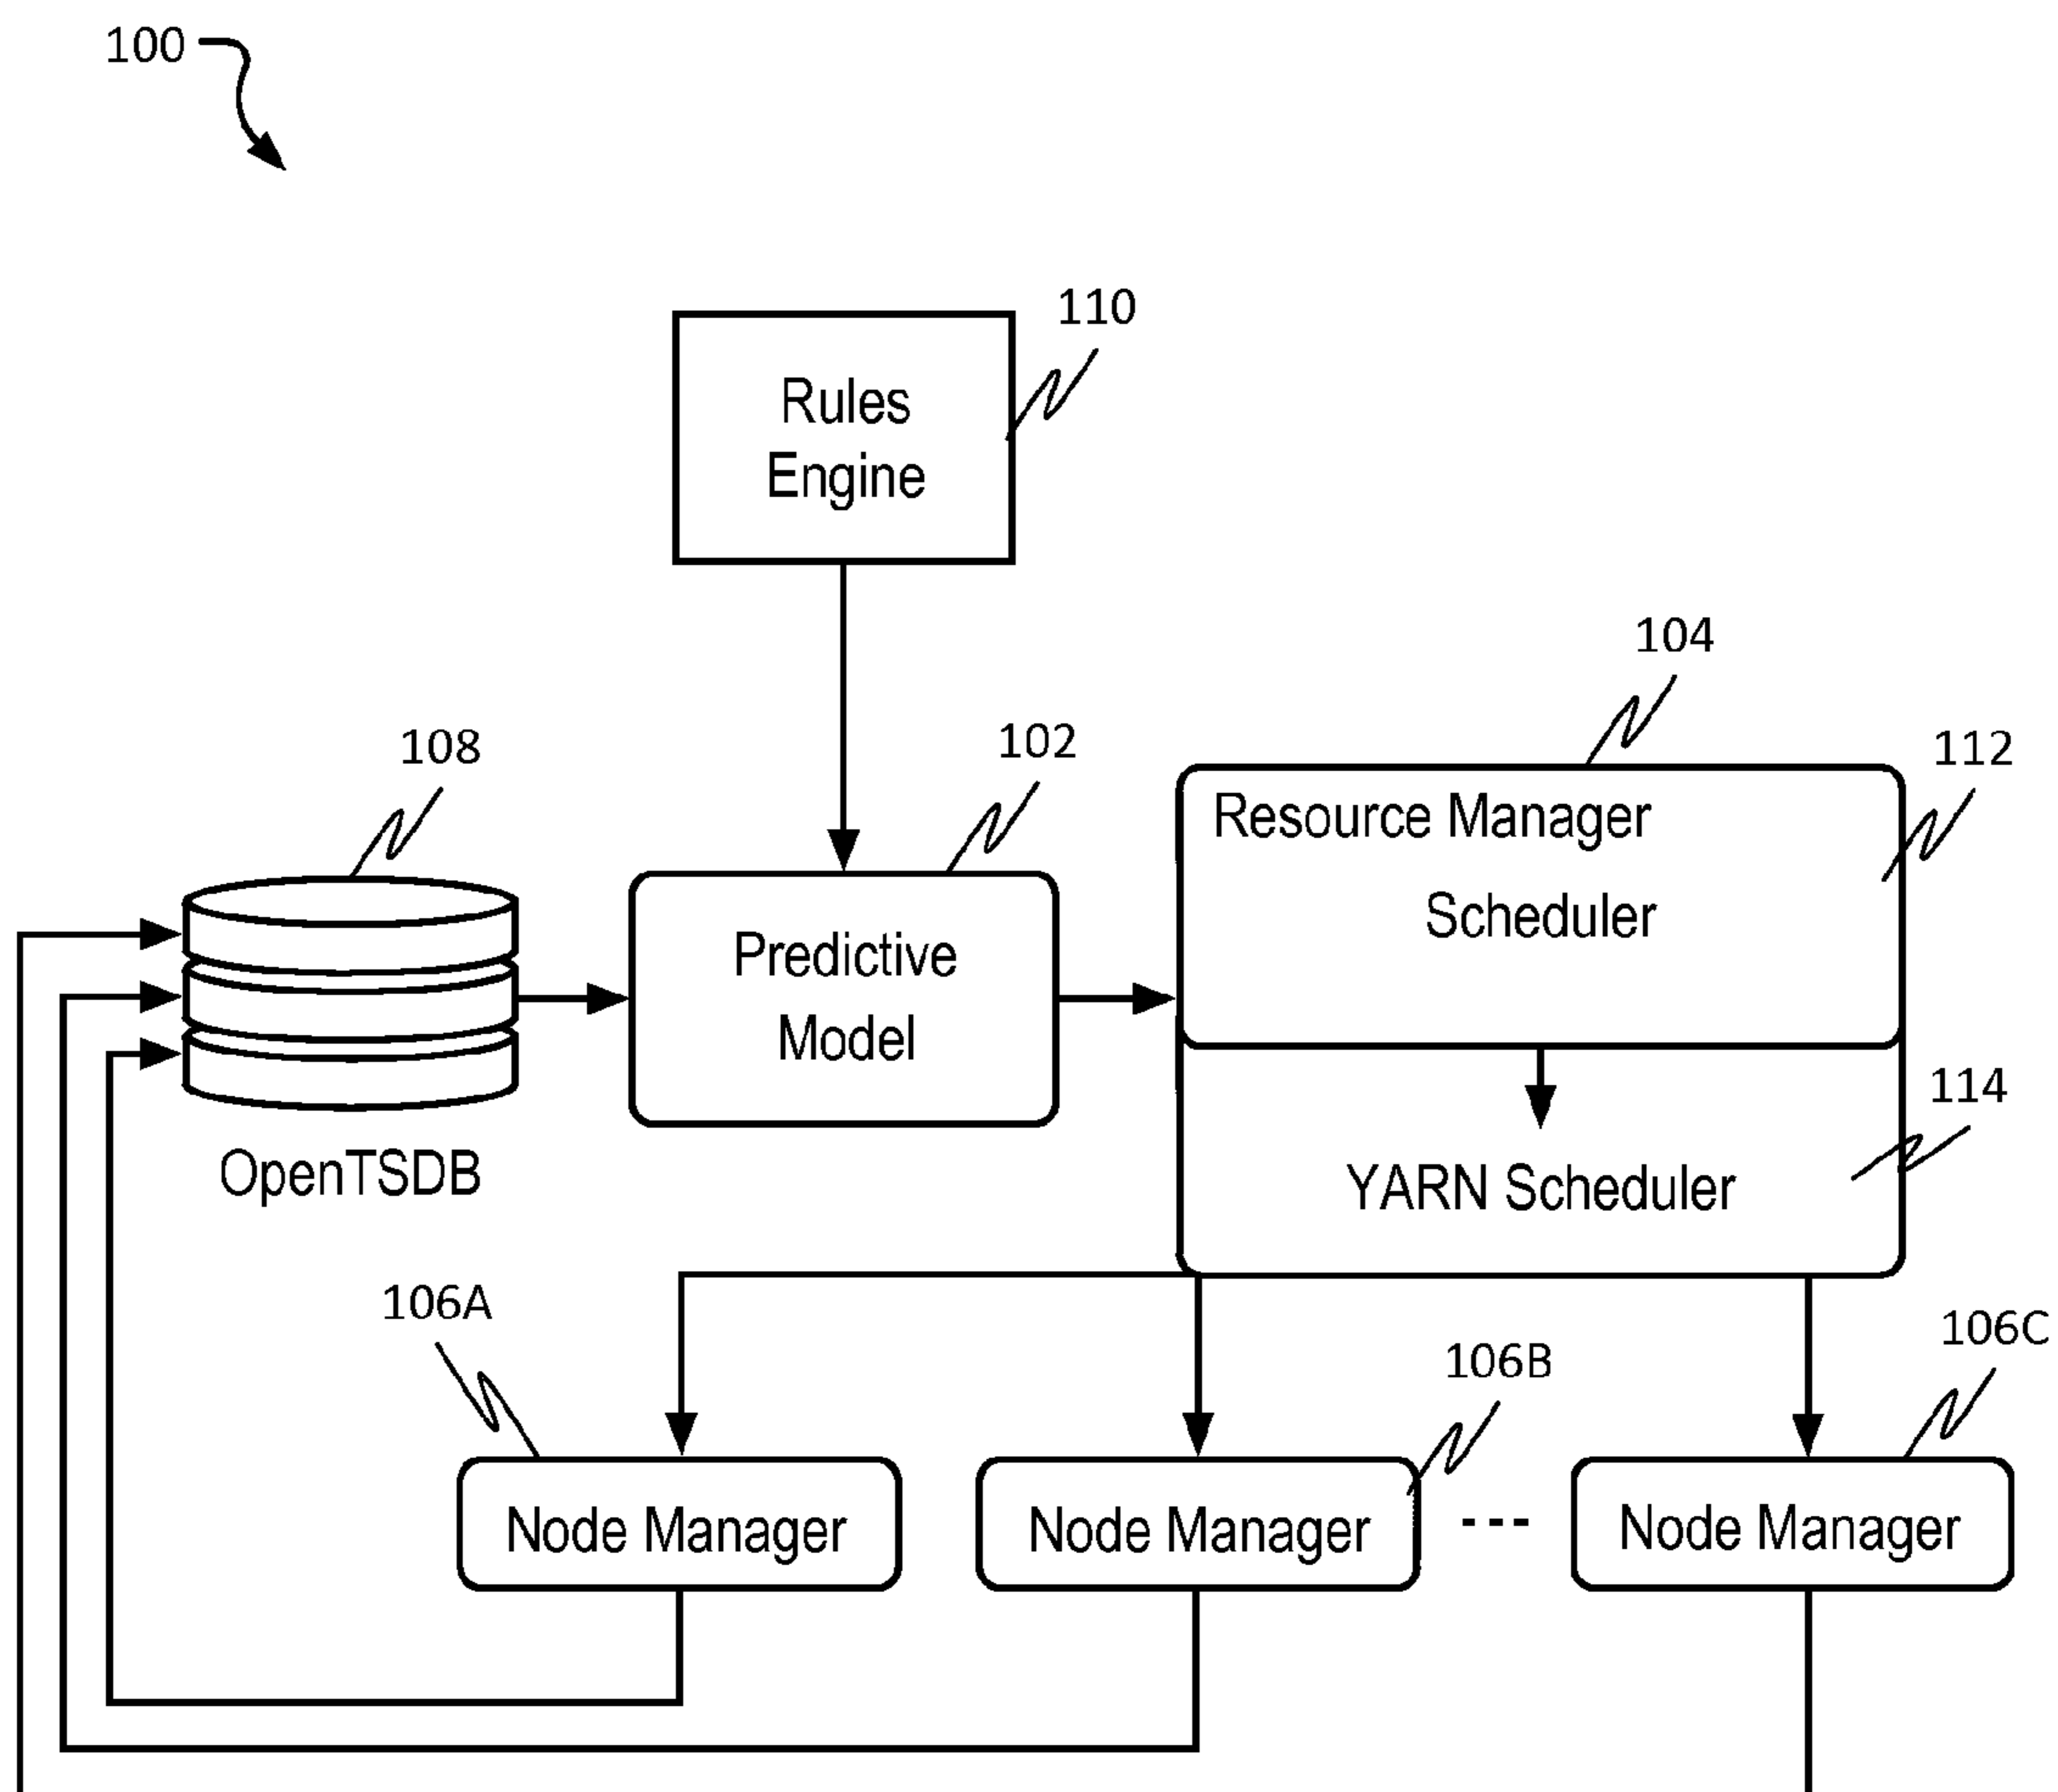 100
110
Rules
Engine
104
108
102
112
Resource Manager
Scheduler
Predictive
Model
114
OpenTSDB
YARN Scheduler
106A
106B
106C
Node Manager
Node Manager
---
Node Manager